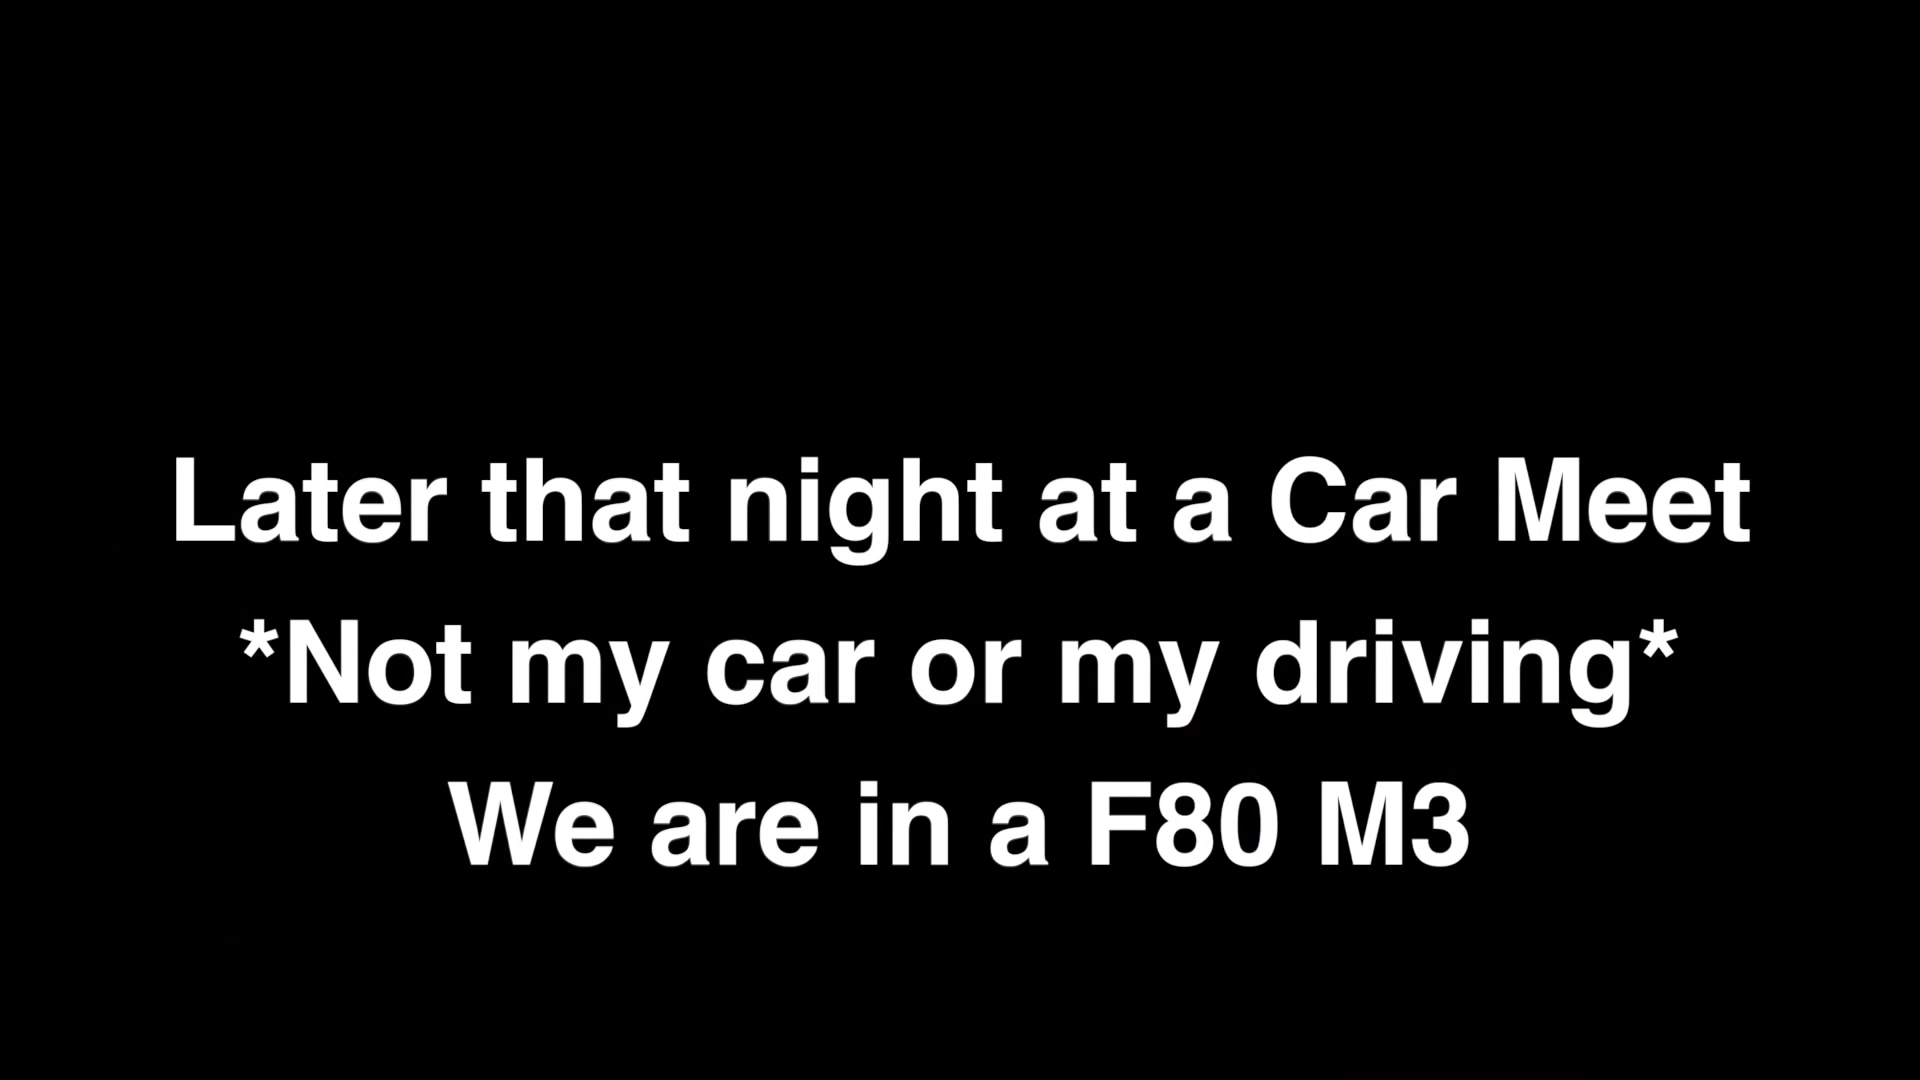 Later that night at a Car Meet
*Not my car or my driving*
We are in a F80 M3